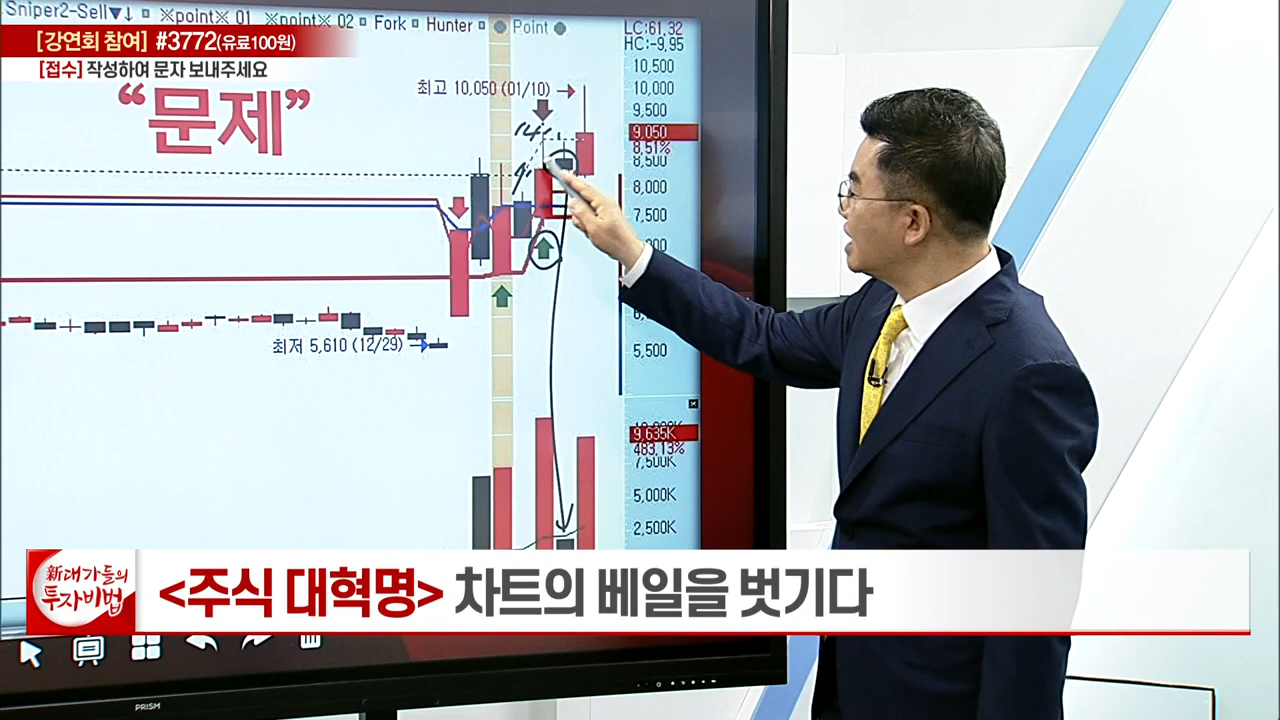 Sniper2-Sell▼↓ ※point※ 01 ※point※ 02 Fork Hunter Point
LC:61.32
HC:-9.95
[강연회 참여] #3772(유료100원)
[접수] 작성하여 문자 보내주세요
“문제”
최고 10,050 (01/10)
10,500
10,000
9,500
9,050
8.51%
8,500
8,000
7,500
5,500
최저 5,610 (12/29)
9,635K
483.13%
7,500K
5,000K
2,500K
新 대가들의
투자비법
<주식 대혁명> 차트의 베일을 벗기다
PRISM